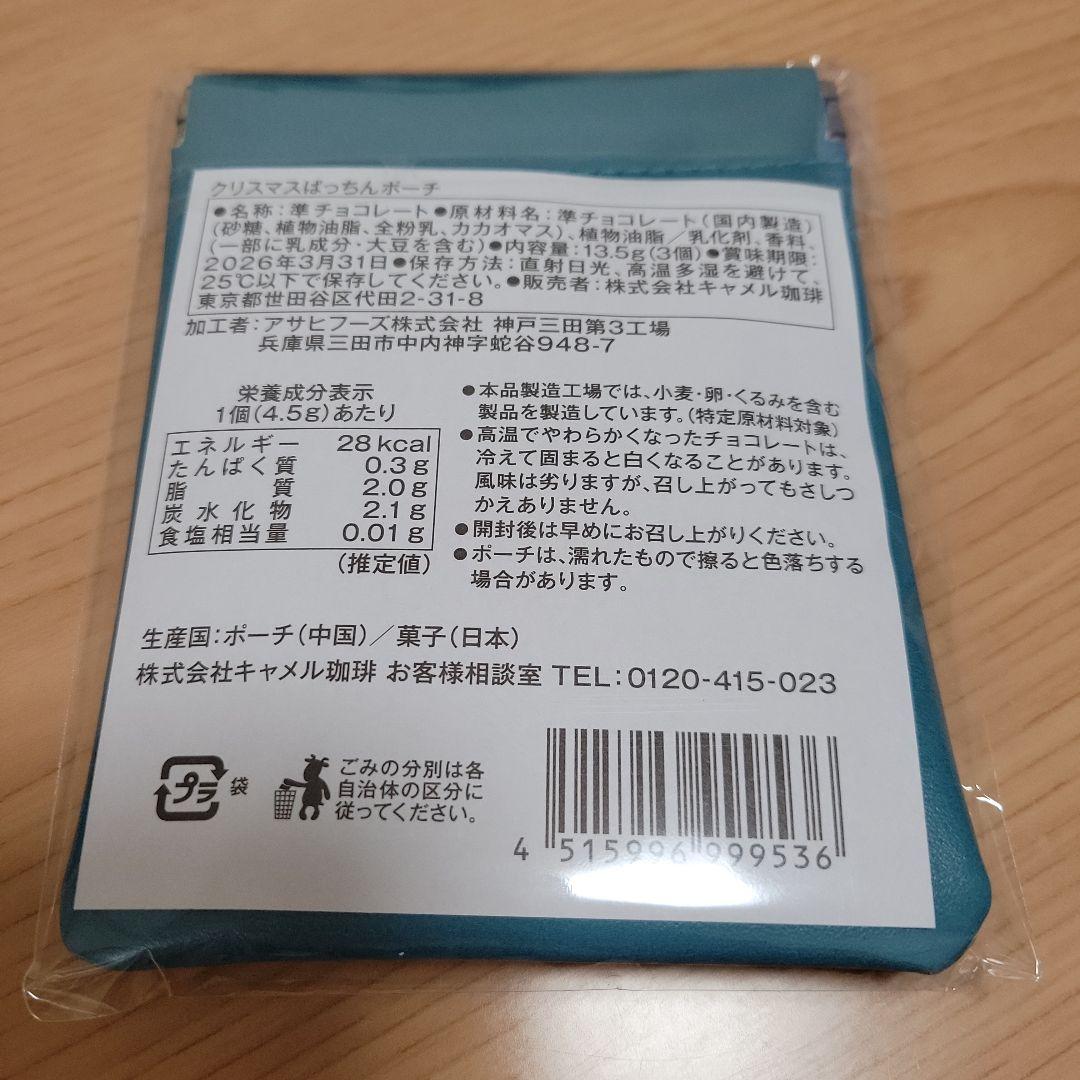 クリスマスぱっちんポーチ
●名称：準チョコレート●原材料名：準チョコレート（国内製造）
（砂糖、植物油脂、全粉乳、カカオマス）、植物油脂／乳化剤、香料、
（一部に乳成分・大豆を含む）●内容量：13.5g（3個）●賞味期限：
2026年3月31日●保存方法：直射日光、高温多湿を避けて、
25℃以下で保存してください。●販売者：株式会社キャメル珈琲
東京都世田谷区代田2-31-8
加工者：アサヒフーズ株式会社 神戸三田第3工場
兵庫県三田市中内神字蛇谷948-7
栄養成分表示
1個（4.5g）あたり
エネルギー 28kcal
たんぱく質 0.3g
脂質 2.0g
炭水化物 2.1g
食塩相当量 0.01g
（推定値）
●本品製造工場では、小麦・卵・くるみを含む
製品を製造しています。（特定原材料対象）
●高温でやわらかくなったチョコレートは、
冷えて固まると白くなることがあります。
風味は劣りますが、召し上がってもさしつ
かえありません。
●開封後は早めにお召し上がりください。
●ポーチは、濡れたもので擦ると色落ちする
場合があります。
生産国：ポーチ（中国）／菓子（日本）
株式会社キャメル珈琲 お客様相談室 TEL：0120-415-023
プラ 袋
ごみの分別は各
自治体の区分に
従ってください。
4 515996 999536